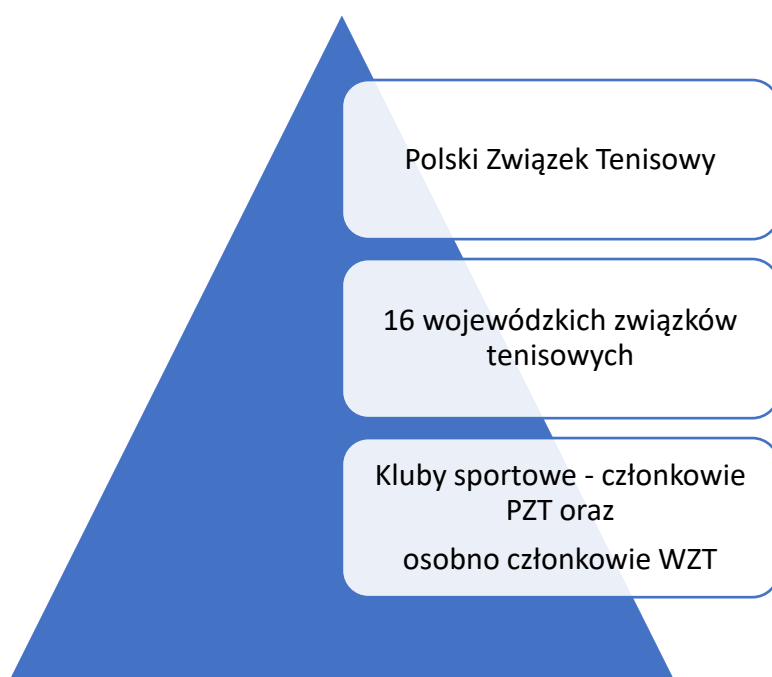 Polski Związek Tenisowy
16 wojewódzkich związków
tenisowych
Kluby sportowe - członkowie
PZT oraz
osobno członkowie WZT